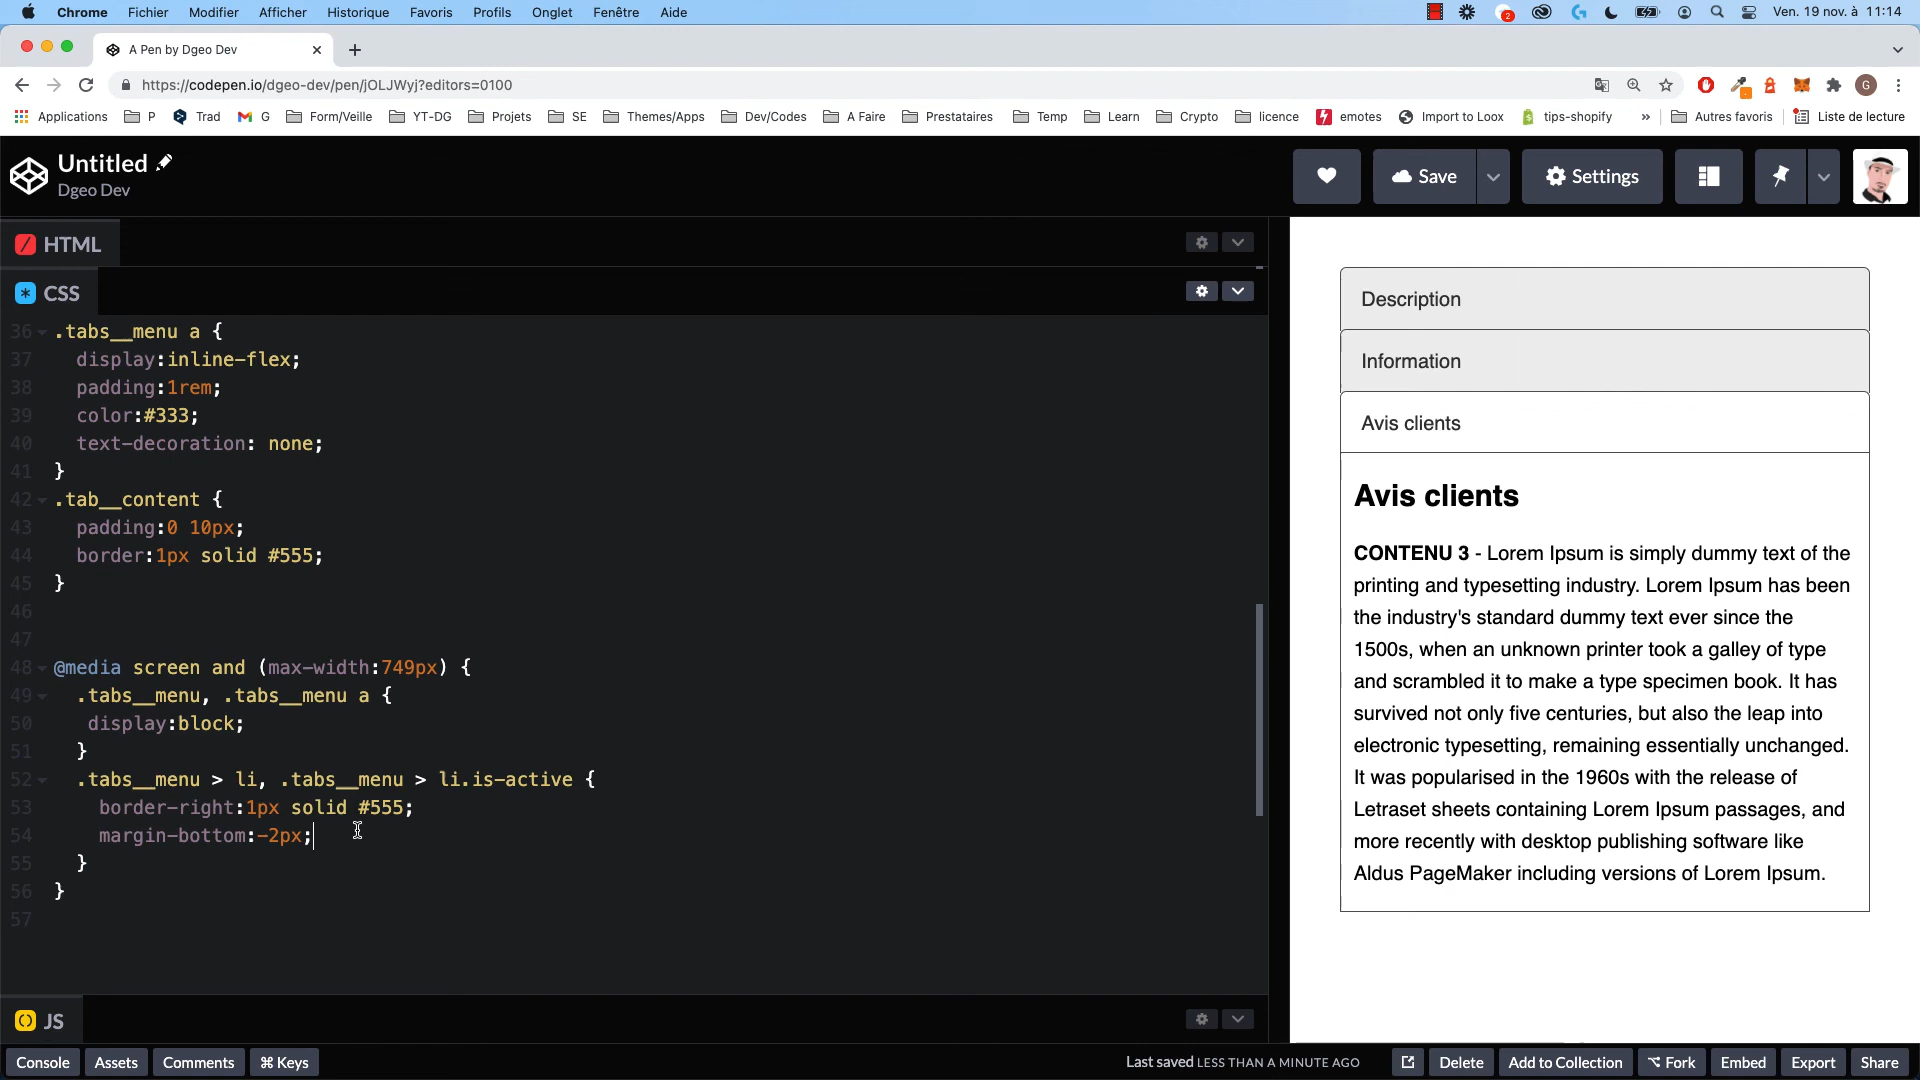 Chrome Fichier Modifier Afficher Historique Favoris Profils Onglet Fenêtre Aide 2 Ven. 19 nov. à 11:14
A Pen by Dgeo Dev
https://codepen.io/dgeo-dev/pen/jOLJWyj?editors=0100 G
Applications P Trad G Form/Veille YT-DG Projets SE Themes/Apps Dev/Codes A Faire Prestataires Temp Learn Crypto licence emotes Import to Loox tips-shopify » Autres favoris Liste de lecture
Untitled
Dgeo Dev
Save Settings
HTML
CSS
36 .tabs__menu a {
37 display:inline-flex;
38 padding:1rem;
39 color:#333;
40 text-decoration: none;
41 }
42 .tab__content {
43 padding:0 10px;
44 border:1px solid #555;
45 }
46
47
48 @media screen and (max-width:749px) {
49 .tabs__menu, .tabs__menu a {
50 display:block;
51 }
52 .tabs__menu > li, .tabs__menu > li.is-active {
53 border-right:1px solid #555;
54 margin-bottom:-2px;
55 }
56 }
57
JS
Description
Information
Avis clients
Avis clients
CONTENU 3 - Lorem Ipsum is simply dummy text of the
printing and typesetting industry. Lorem Ipsum has been
the industry's standard dummy text ever since the
1500s, when an unknown printer took a galley of type
and scrambled it to make a type specimen book. It has
survived not only five centuries, but also the leap into
electronic typesetting, remaining essentially unchanged.
It was popularised in the 1960s with the release of
Letraset sheets containing Lorem Ipsum passages, and
more recently with desktop publishing software like
Aldus PageMaker including versions of Lorem Ipsum.
Console Assets Comments ⌘ Keys Last saved LESS THAN A MINUTE AGO Delete Add to Collection Fork Embed Export Share